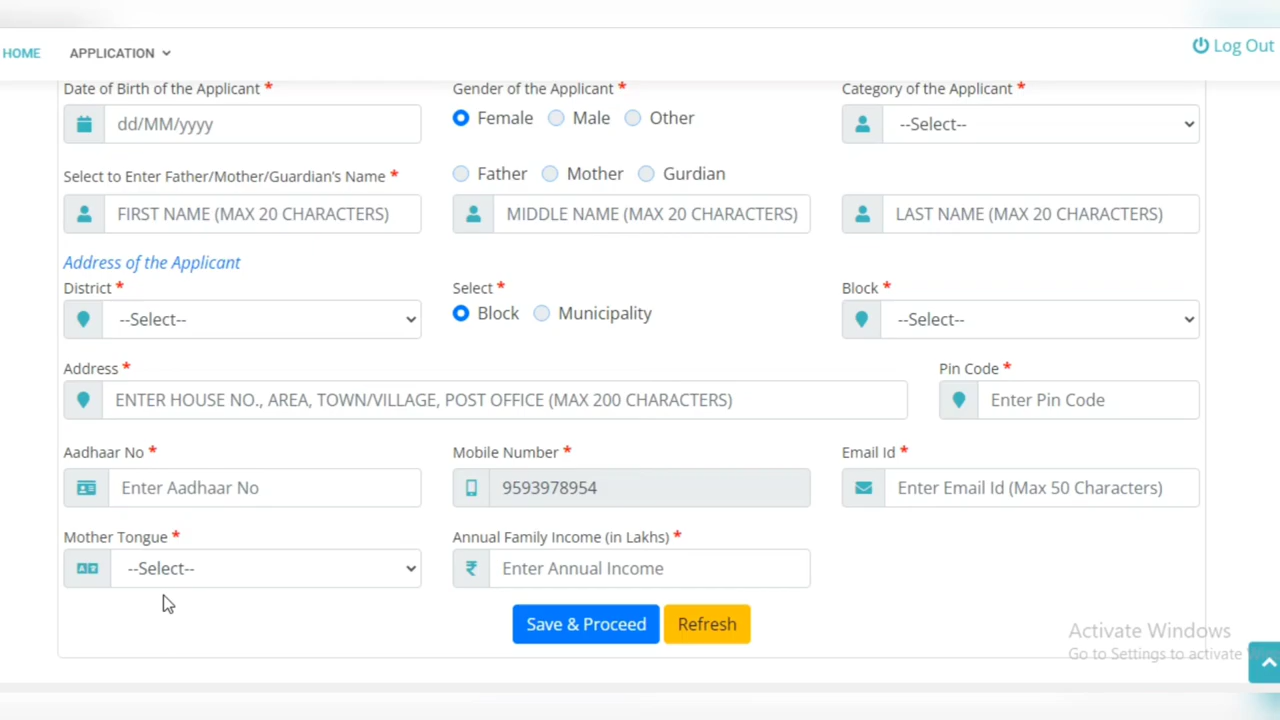 HOME APPLICATION Log Out
Date of Birth of the Applicant * Gender of the Applicant * Category of the Applicant *
dd/MM/yyyy Female Male Other --Select--
Select to Enter Father/Mother/Guardian's Name * Father Mother Gurdian
FIRST NAME (MAX 20 CHARACTERS) MIDDLE NAME (MAX 20 CHARACTERS) LAST NAME (MAX 20 CHARACTERS)
Address of the Applicant
District * Select * Block *
--Select-- Block Municipality --Select--
Address * Pin Code *
ENTER HOUSE NO., AREA, TOWN/VILLAGE, POST OFFICE (MAX 200 CHARACTERS) Enter Pin Code
Aadhaar No * Mobile Number * Email Id *
Enter Aadhaar No 9593978954 Enter Email Id (Max 50 Characters)
Mother Tongue * Annual Family Income (in Lakhs) *
--Select-- Enter Annual Income
Save & Proceed Refresh
Activate Windows
Go to Settings to activate